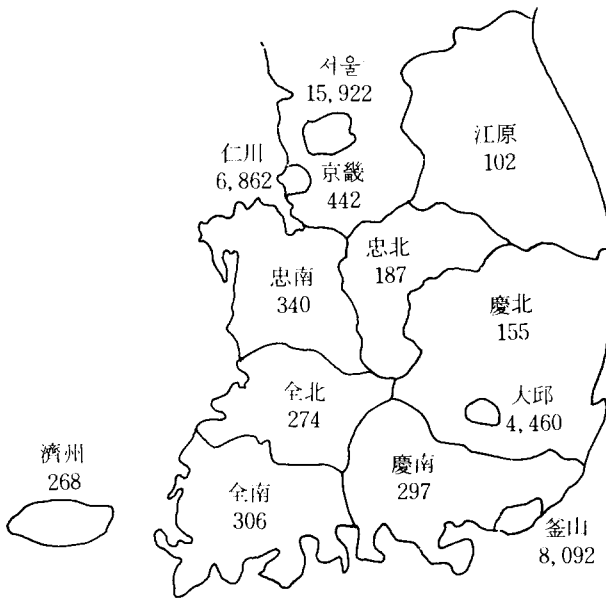 서울
15,922
江原
102
仁川
6,862
京畿
442
忠北
187
忠南
340
慶北
155
全北
274
大邱
4,460
濟州
268
全南
306
慶南
297
釜山
8,092